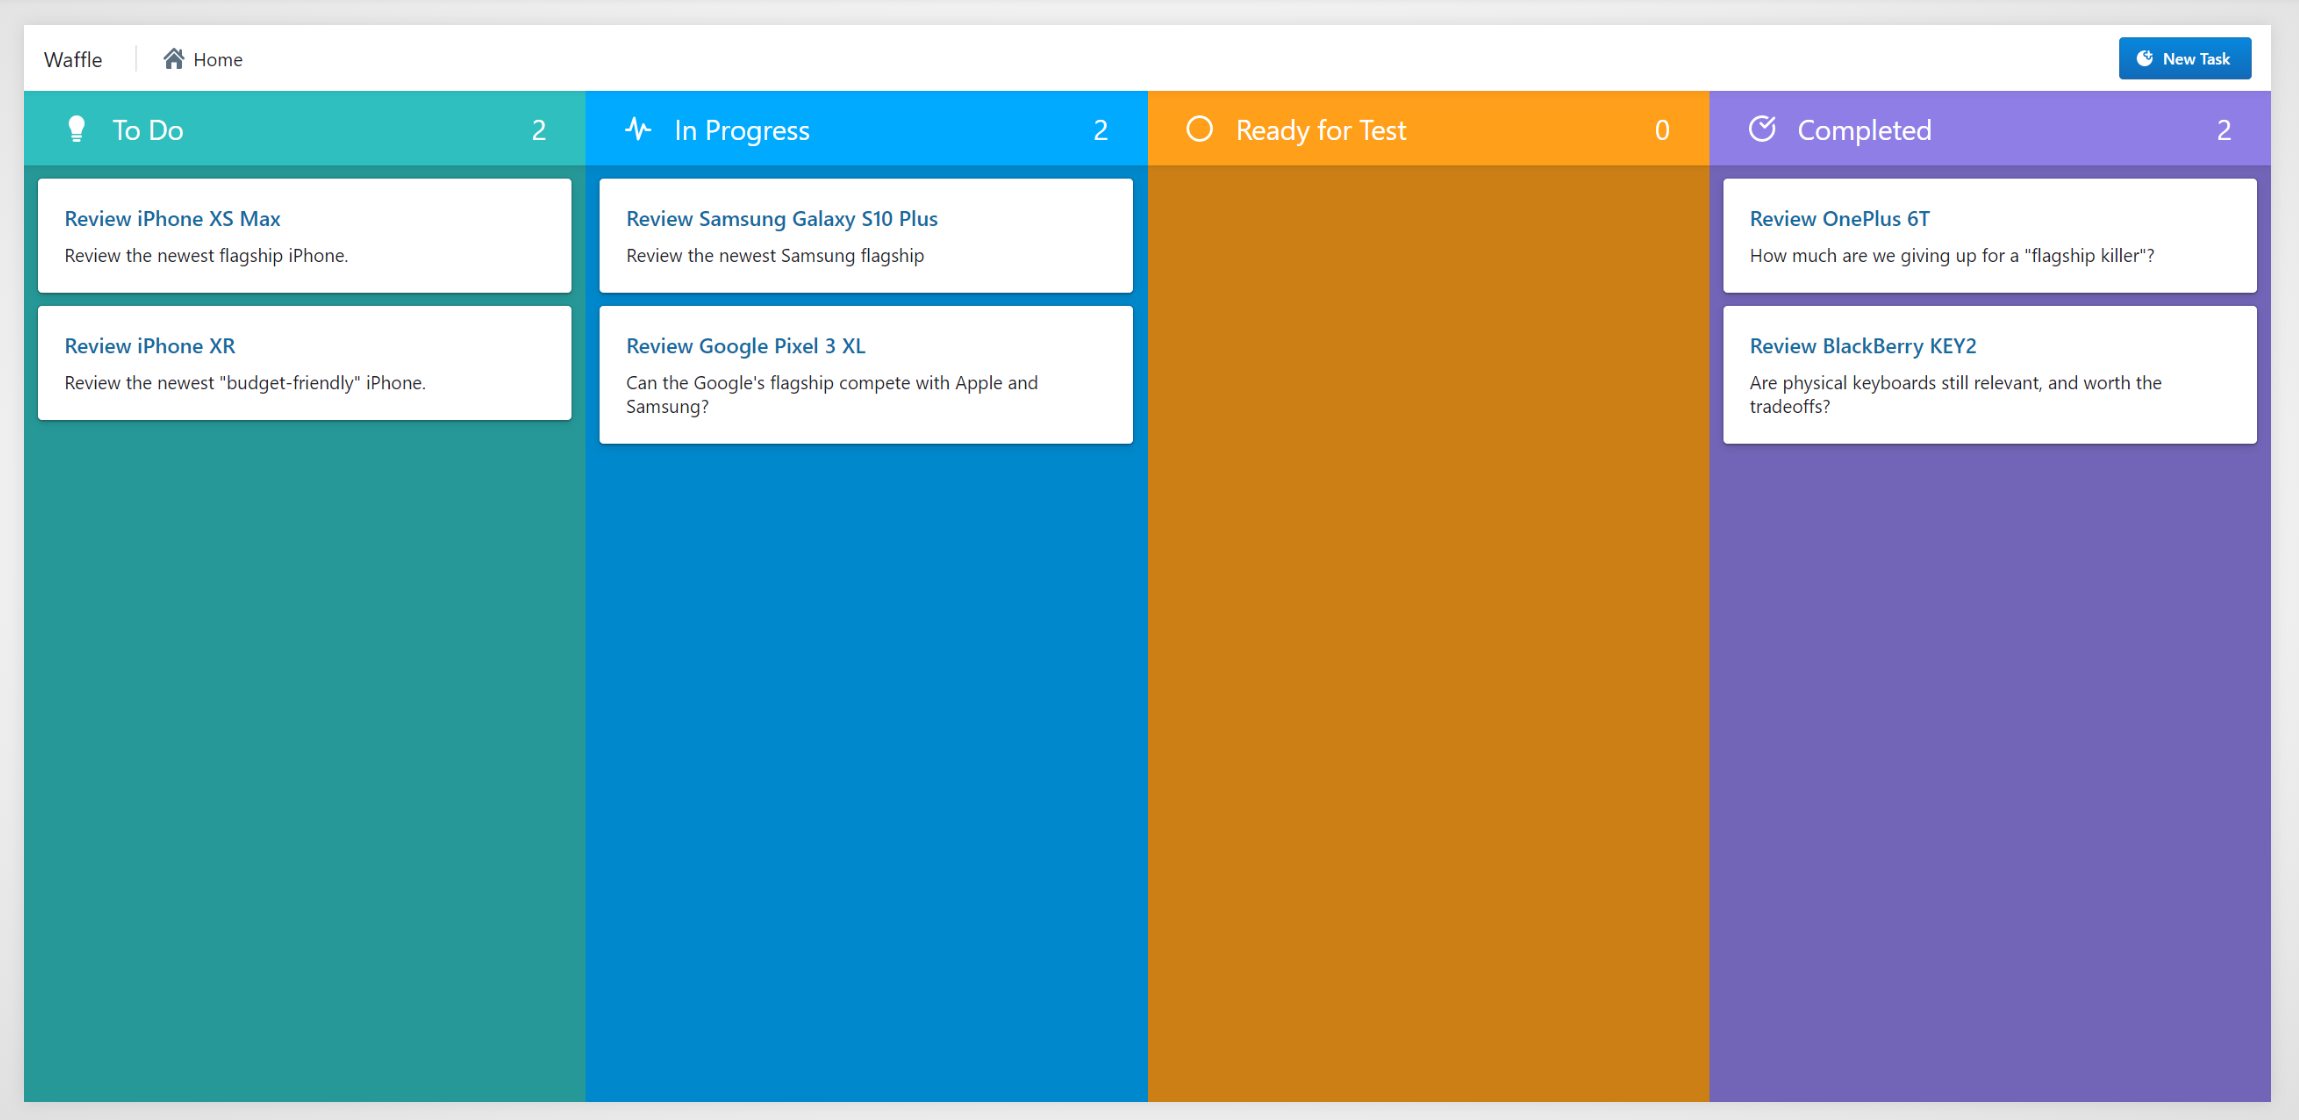 Waffle
Home
New Task
To Do 2
Review iPhone XS Max
Review the newest flagship iPhone.
Review iPhone XR
Review the newest "budget-friendly" iPhone.
In Progress 2
Review Samsung Galaxy S10 Plus
Review the newest Samsung flagship
Review Google Pixel 3 XL
Can the Google's flagship compete with Apple and
Samsung?
Ready for Test 0
Completed 2
Review OnePlus 6T
How much are we giving up for a "flagship killer"?
Review BlackBerry KEY2
Are physical keyboards still relevant, and worth the
tradeoffs?